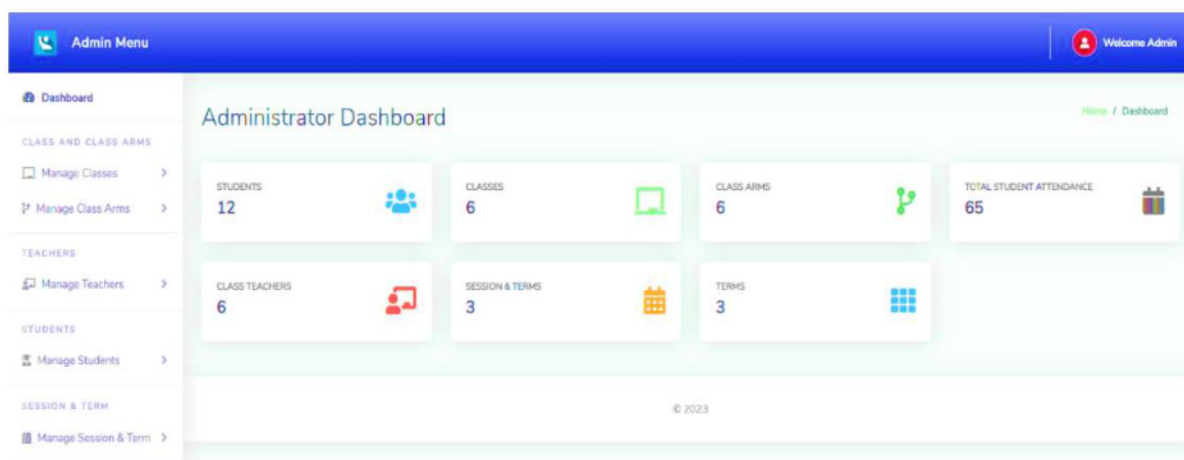 Admin Menu
Welcome Admin
Dashboard
CLASS AND CLASS ARMS
Manage Classes
Manage Class Arms
TEACHERS
Manage Teachers
STUDENTS
Manage Students
SESSION & TERM
Manage Session & Term
Administrator Dashboard
Home / Dashboard
STUDENTS
12
CLASSES
6
CLASS ARMS
6
TOTAL STUDENT ATTENDANCE
65
CLASS TEACHERS
6
SESSION & TERMS
3
TERMS
3
© 2023